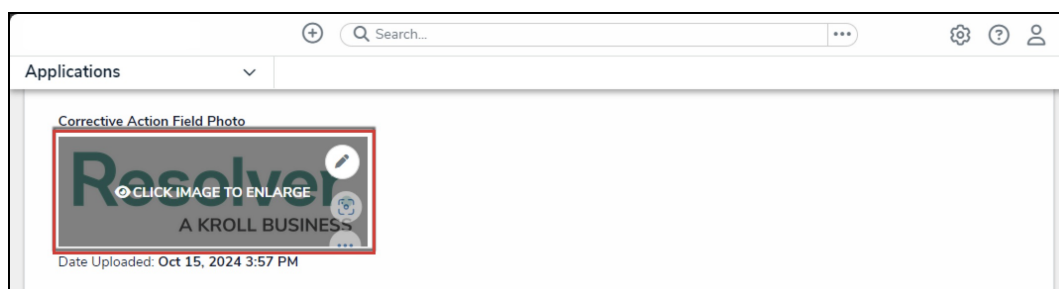 Search...
Applications
Corrective Action Field Photo
Resolver
CLICK IMAGE TO ENLARGE
A KROLL BUSINESS
Date Uploaded: Oct 15, 2024 3:57 PM